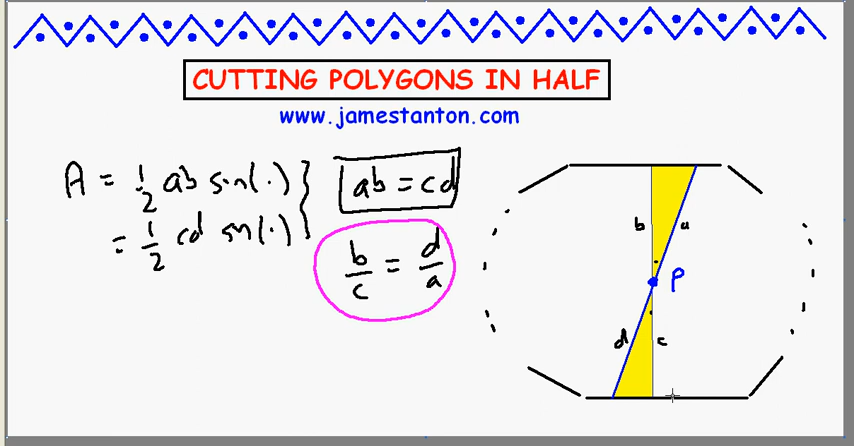 CUTTING POLYGONS IN HALF
www.jamestanton.com
A = 1/2 ab sin(·)
= 1/2 cd sin(·)
ab = cd
b/c = d/a
b
a
P
d
c